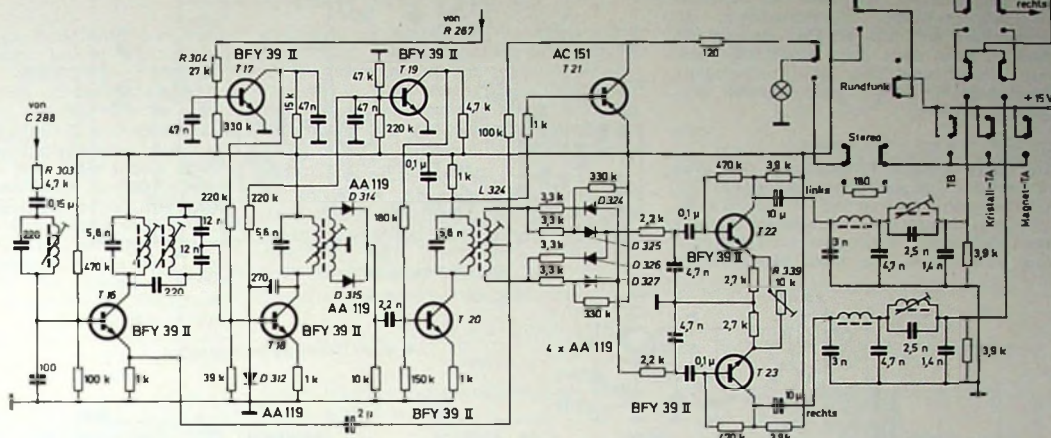 von
R 267
rechts
BFY 39 II
T 17
BFY 39 II
T 19
AC 151
T 21
120
R 304
27 k
47 k
Rundfunk
+ 15 V
von
C 288
47 n
330 k
15 k
47 n
47 n
220 k
4,7 k
100 k
1 k
Stereo
180
TB
Kristall-TA
Magnet-TA
R 303
4,7 k
0,15 µ
220
470 k
5,6 n
220
12 n
12 n
220 k
220 k
5,6 n
270
AA 119
D 314
D 315
AA 119
0,1 µ
1 k
L 324
180 k
5,6 n
2,2 n
3,3 k
3,3 k
3,3 k
3,3 k
330 k
D 324
D 325
D 326
D 327
330 k
4 x AA 119
2,2 k
0,1 µ
4,7 n
4,7 n
2,2 k
0,1 µ
470 k
3,9 k
links
10 µ
T 22
BFY 39 II
2,7 k
2,7 k
R 339
10 k
T 23
10 µ
rechts
470 k
3,9k
3 n
4,7 n
2,5 n
1,4 n
3,9 k
3 n
4,7 n
2,5 n
1,4 n
3,9 k
T 16
BFY 39 II
100
100 k
1 k
39 k
D 312
AA 119
T 18
BFY 39 II
1 k
10 k
150 k
T 20
1 k
BFY 39 II
2 µ
BFY 39 II